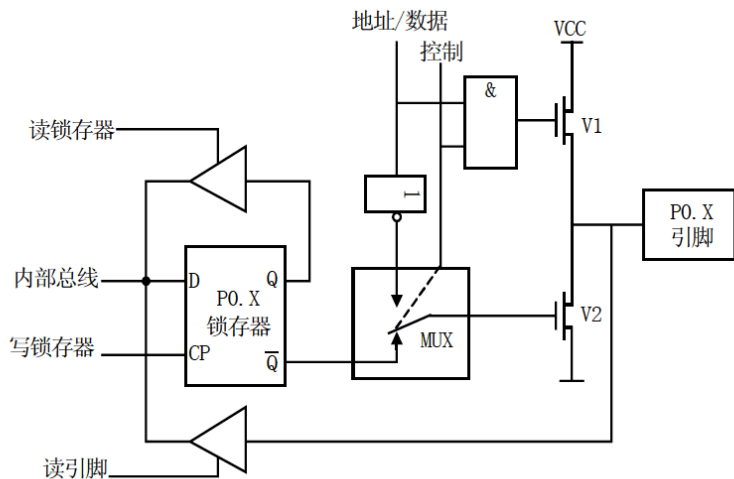 地址/数据
控制
VCC
&
V1
读锁存器
1
P0.X
引脚
内部总线
D
Q
P0.X
锁存器
V2
MUX
写锁存器
CP
Q̅
读引脚